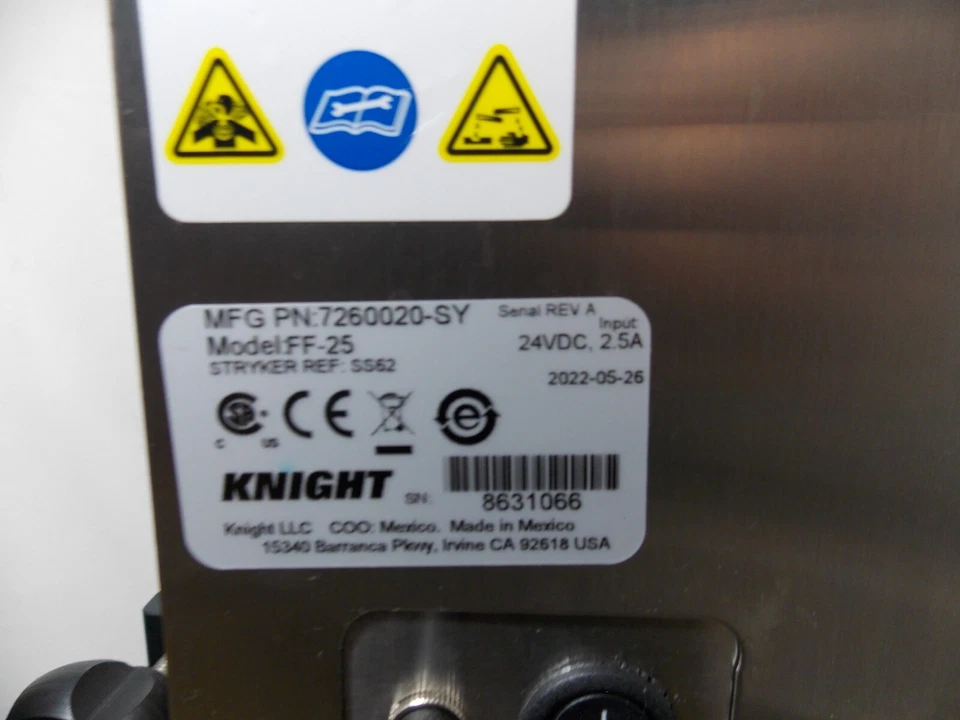 MFG PN:7260020-SY
Serial REV A
Input:
Model:FF-25
24VDC, 2.5A
STRYKER REF: SS62
2022-05-26
C US
CE
e
KNIGHT
SN:
8631066
Knight LLC COO: Mexico. Made in Mexico
15340 Barranca Pkwy, Irvine CA 92618 USA